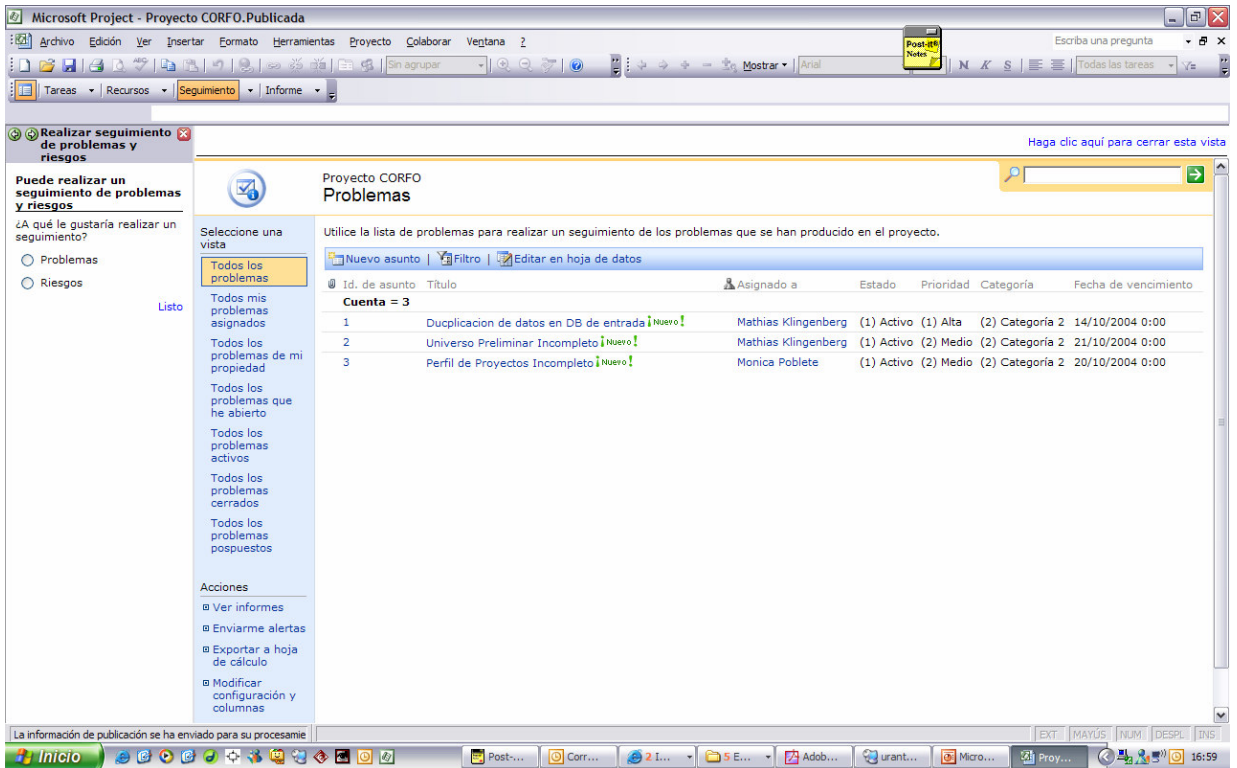 Microsoft Project - Proyecto CORFO.Publicada
Archivo Edición Ver Insertar Formato Herramientas Proyecto Colaborar Ventana ?
Post-it®
Notes
Escriba una pregunta
Sin agrupar
Mostrar
Arial
N K S
Todas las tareas
Tareas Recursos Seguimiento Informe
Realizar seguimiento de problemas y riesgos
Haga clic aquí para cerrar esta vista
Puede realizar un
seguimiento de problemas
y riesgos
¿A qué le gustaría realizar un
seguimiento?
Problemas
Riesgos
Listo
Proyecto CORFO
Problemas
Seleccione una
vista
Todos los
problemas
Todos mis
problemas
asignados
Todos los
problemas de mi
propiedad
Todos los
problemas que
he abierto
Todos los
problemas
activos
Todos los
problemas
cerrados
Todos los
problemas
pospuestos
Acciones
Ver informes
Enviarme alertas
Exportar a hoja
de cálculo
Modificar
configuración y
columnas
Utilice la lista de problemas para realizar un seguimiento de los problemas que se han producido en el proyecto.
Nuevo asunto | Filtro | Editar en hoja de datos
Id. de asunto Título Asignado a Estado Prioridad Categoría Fecha de vencimiento
Cuenta = 3
1 Ducplicacion de datos en DB de entrada ¡Nuevo! Mathias Klingenberg (1) Activo (1) Alta (2) Categoría 2 14/10/2004 0:00
2 Universo Preliminar Incompleto ¡Nuevo! Mathias Klingenberg (1) Activo (2) Medio (2) Categoría 2 21/10/2004 0:00
3 Perfil de Proyectos Incompleto ¡Nuevo! Monica Poblete (1) Activo (2) Medio (2) Categoría 2 20/10/2004 0:00
La información de publicación se ha enviado para su procesamie
EXT MAYÚS NUM DESPL INS
Inicio
Post-... Corr... 2 I... 5 E... Adob... urant... Micro... Proy... 16:59